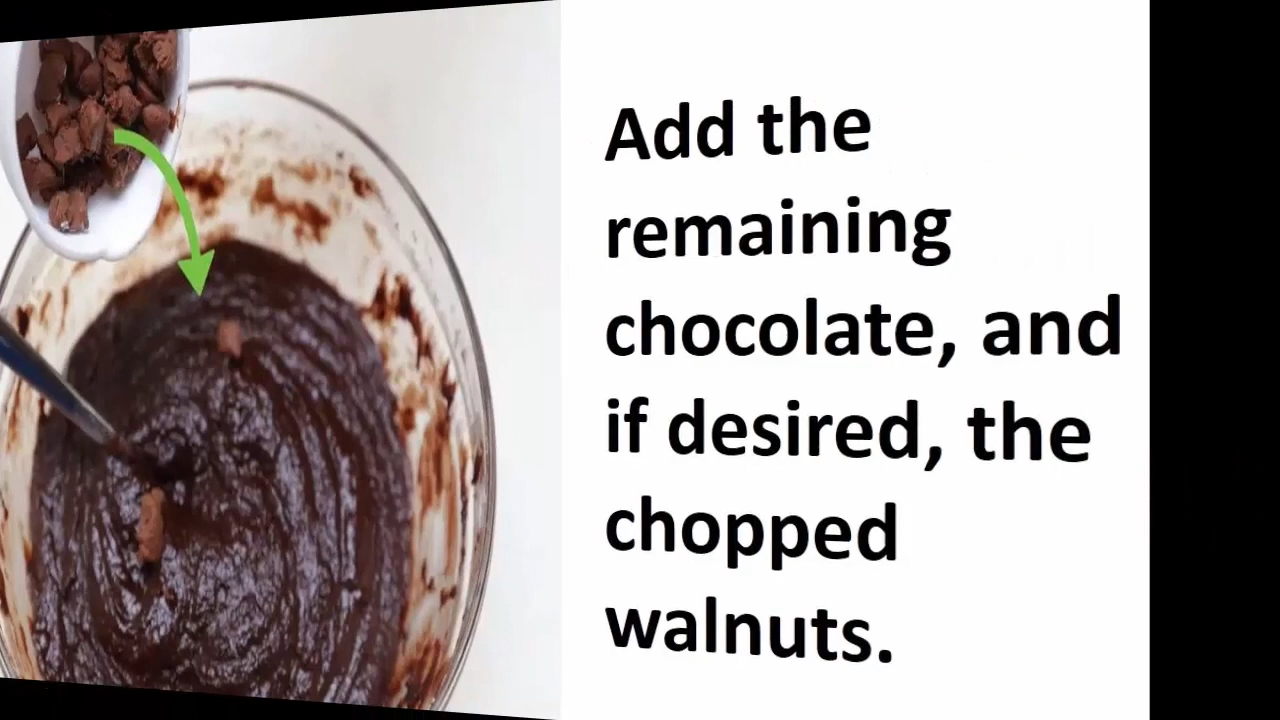 Add the
remaining
chocolate, and
if desired, the
chopped
walnuts.